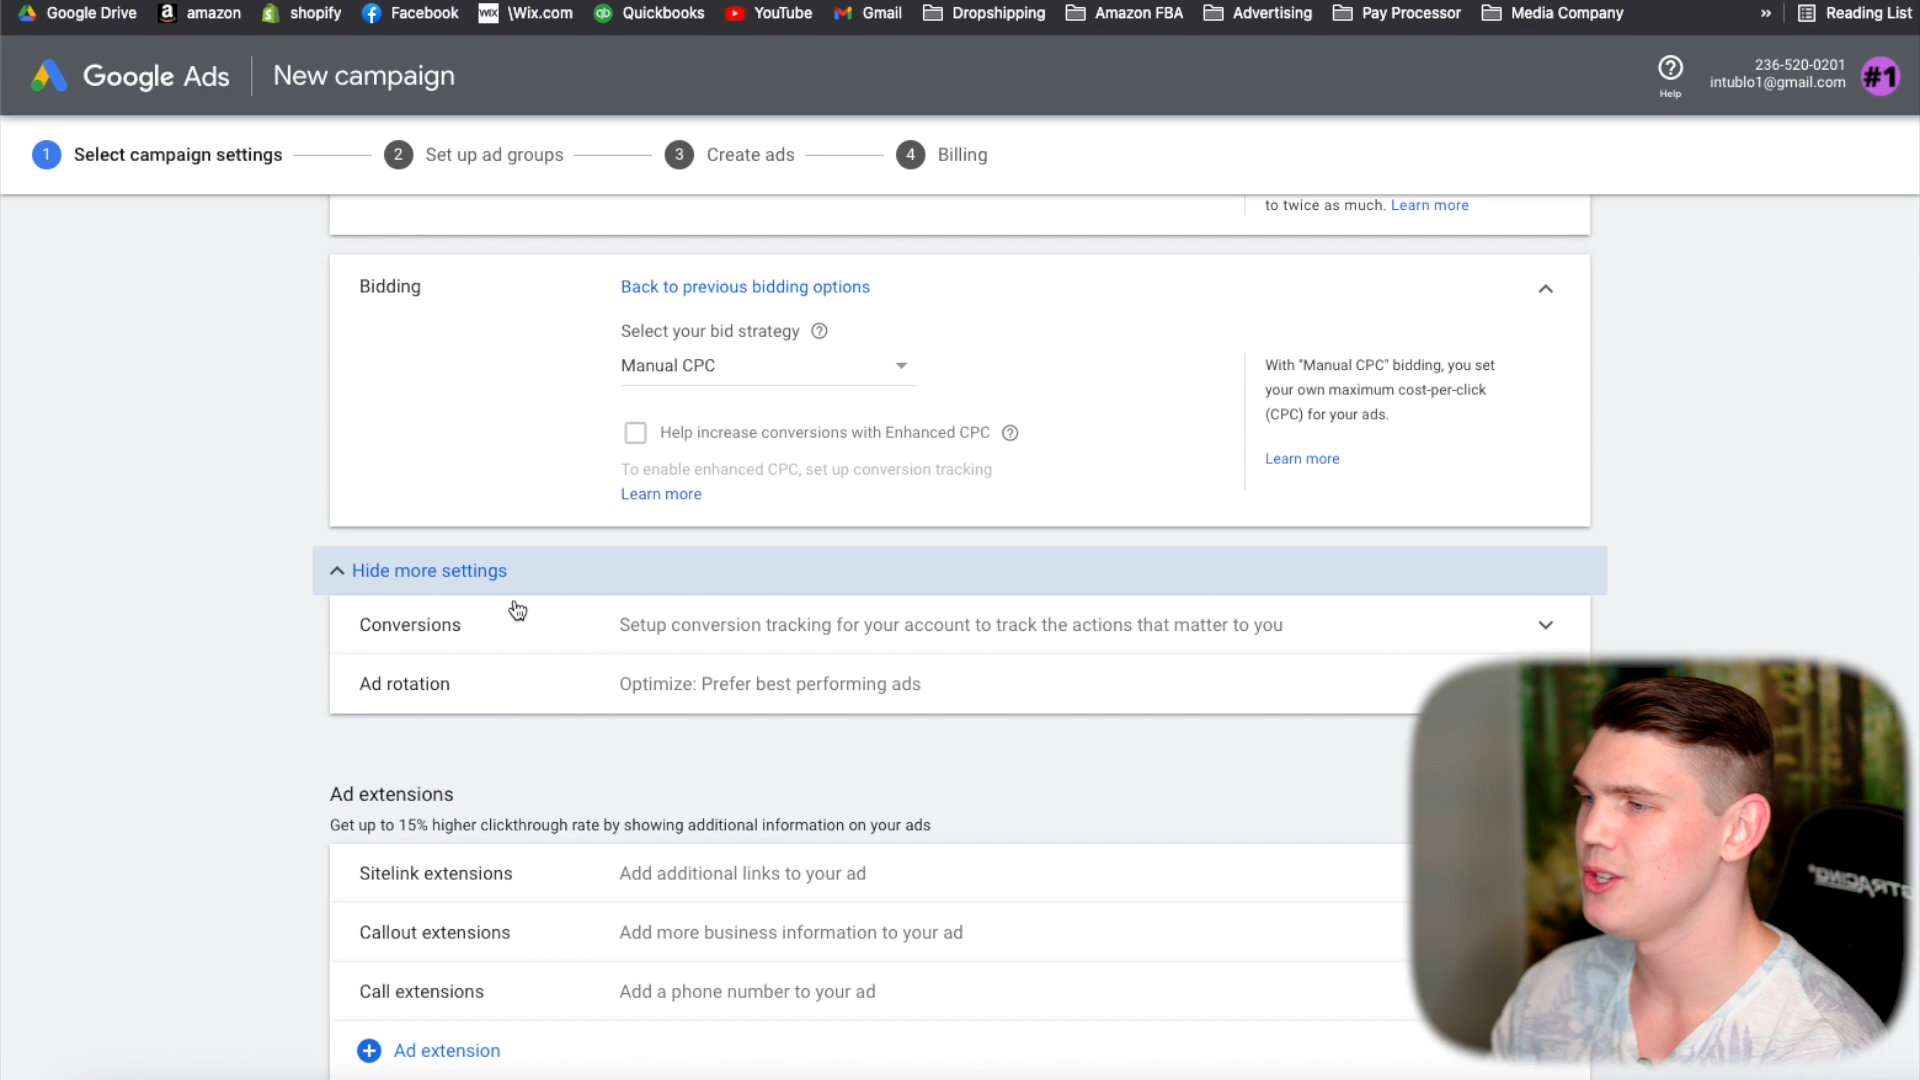 Google Drive amazon shopify Facebook WIX \Wix.com qb Quickbooks YouTube Gmail Dropshipping Amazon FBA Advertising Pay Processor Media Company » Reading List
Google Ads New campaign
Help
236-520-0201
intublo1@gmail.com
#1
1 Select campaign settings 2 Set up ad groups 3 Create ads 4 Billing
to twice as much. Learn more
Bidding
Back to previous bidding options
Select your bid strategy ?
Manual CPC
Help increase conversions with Enhanced CPC ?
To enable enhanced CPC, set up conversion tracking
Learn more
With "Manual CPC" bidding, you set
your own maximum cost-per-click
(CPC) for your ads.
Learn more
Hide more settings
Conversions Setup conversion tracking for your account to track the actions that matter to you
Ad rotation Optimize: Prefer best performing ads
Ad extensions
Get up to 15% higher clickthrough rate by showing additional information on your ads
Sitelink extensions Add additional links to your ad
Callout extensions Add more business information to your ad
Call extensions Add a phone number to your ad
+ Ad extension